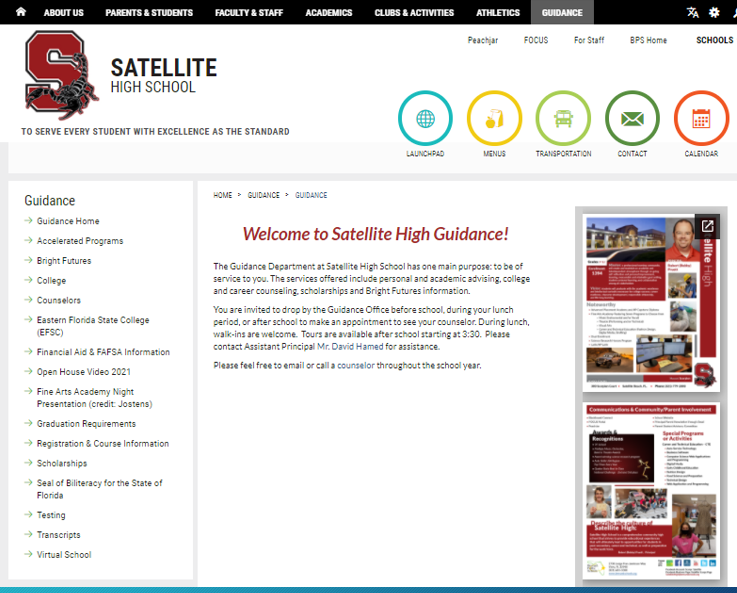 ABOUT US PARENTS & STUDENTS FACULTY & STAFF ACADEMICS CLUBS & ACTIVITIES ATHLETICS GUIDANCE
Peachjar FOCUS For Staff BPS Home SCHOOLS
S
SATELLITE
HIGH SCHOOL
TO SERVE EVERY STUDENT WITH EXCELLENCE AS THE STANDARD
LAUNCHPAD MENUS TRANSPORTATION CONTACT CALENDAR
Guidance
Guidance Home
Accelerated Programs
Bright Futures
College
Counselors
Eastern Florida State College
(EFSC)
Financial Aid & FAFSA Information
Open House Video 2021
Fine Arts Academy Night
Presentation (credit: Jostens)
Graduation Requirements
Registration & Course Information
Scholarships
Seal of Biliteracy for the State of
Florida
Testing
Transcripts
Virtual School
HOME > GUIDANCE > GUIDANCE
Welcome to Satellite High Guidance!
The Guidance Department at Satellite High School has one main purpose: to be of
service to you. The services offered include personal and academic advising, college
and career counseling, scholarships and Bright Futures information.
You are invited to drop by the Guidance Office before school, during your lunch
period, or after school to make an appointment to see your counselor. During lunch,
walk-ins are welcome. Tours are available after school starting at 3:30. Please
contact Assistant Principal Mr. David Hamed for assistance.
Please feel free to email or call a counselor throughout the school year.
Satellite High
Noteworthy
Communications & Community/Parent Involvement
Awards &
Recognitions
Special Programs
or Activities
Describe the culture of
Satellite High: